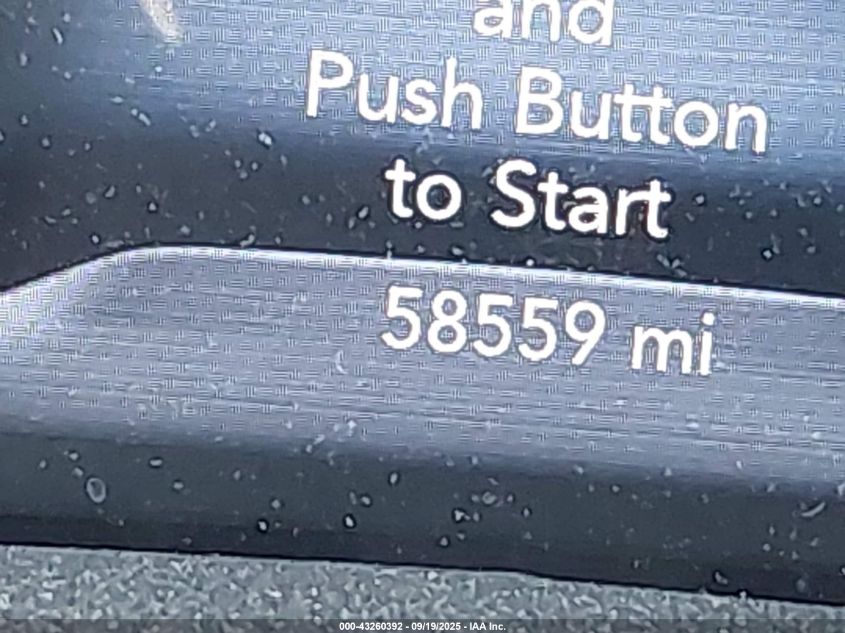 and
Push Button
to Start
58559 mi
000-43260392 - 09/19/2025 - IAA Inc.